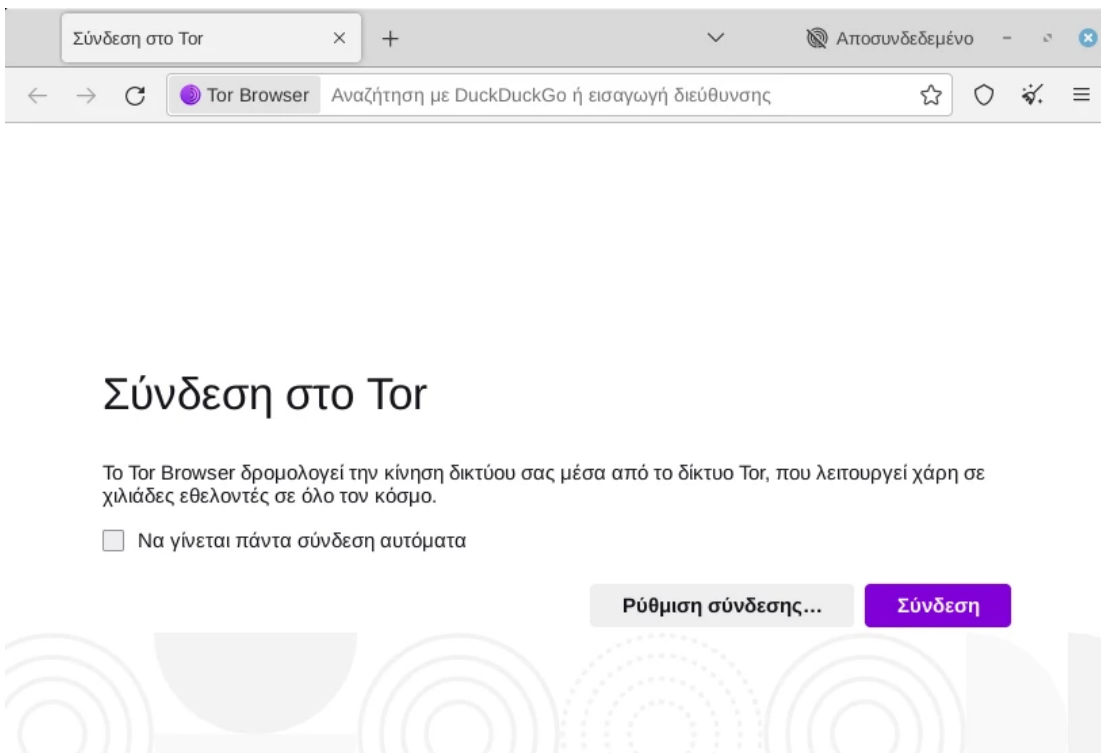 Σύνδεση στο Tor
Αποσυνδεδεμένο
Tor Browser Αναζήτηση με DuckDuckGo ή εισαγωγή διεύθυνσης
Σύνδεση στο Tor
Το Tor Browser δρομολογεί την κίνηση δικτύου σας μέσα από το δίκτυο Tor, που λειτουργεί χάρη σε
χιλιάδες εθελοντές σε όλο τον κόσμο.
Να γίνεται πάντα σύνδεση αυτόματα
Ρύθμιση σύνδεσης… Σύνδεση